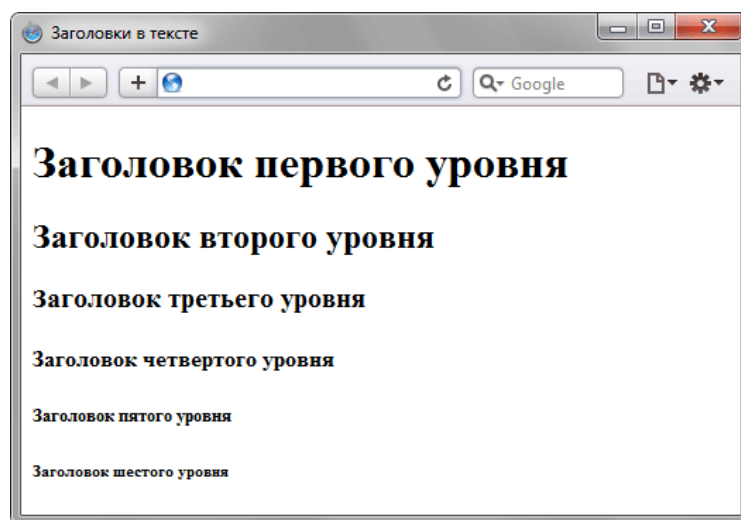 Заголовки в тексте
Google
Заголовок первого уровня
Заголовок второго уровня
Заголовок третьего уровня
Заголовок четвертого уровня
Заголовок пятого уровня
Заголовок шестого уровня